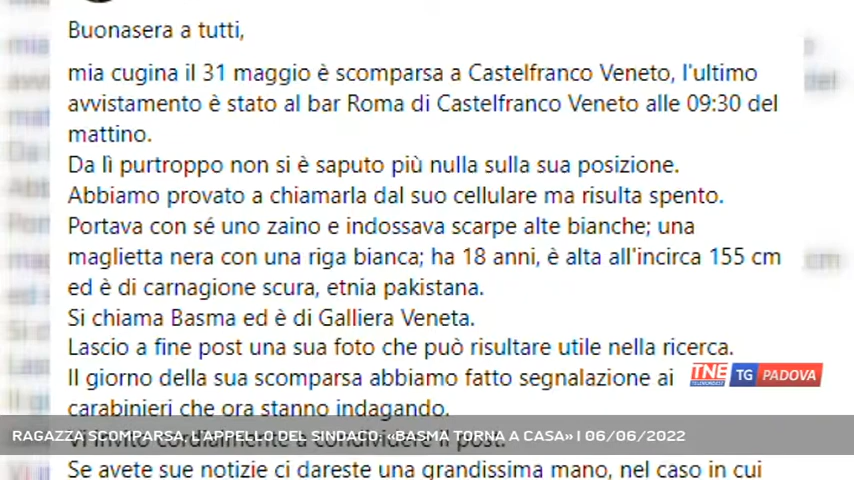 Buonasera a tutti,
mia cugina il 31 maggio è scomparsa a Castelfranco Veneto, l'ultimo
avvistamento è stato al bar Roma di Castelfranco Veneto alle 09:30 del
mattino.
Da lì purtroppo non si è saputo più nulla sulla sua posizione.
Abbiamo provato a chiamarla dal suo cellulare ma risulta spento.
Portava con sé uno zaino e indossava scarpe alte bianche; una
maglietta nera con una riga bianca; ha 18 anni, è alta all'incirca 155 cm
ed è di carnagione scura, etnia pakistana.
Si chiama Basma ed è di Galliera Veneta.
Lascio a fine post una sua foto che può risultare utile nella ricerca.
Il giorno della sua scomparsa abbiamo fatto segnalazione ai
TNE TG PADOVA
TELENORDEST
carabinieri che ora stanno indagando.
RAGAZZA SCOMPARSA, L'APPELLO DEL SINDACO: «BASMA TORNA A CASA» | 06/06/2022
Vi invito cordialmente a condividere il post.
Se avete sue notizie ci dareste una grandissima mano, nel caso in cui